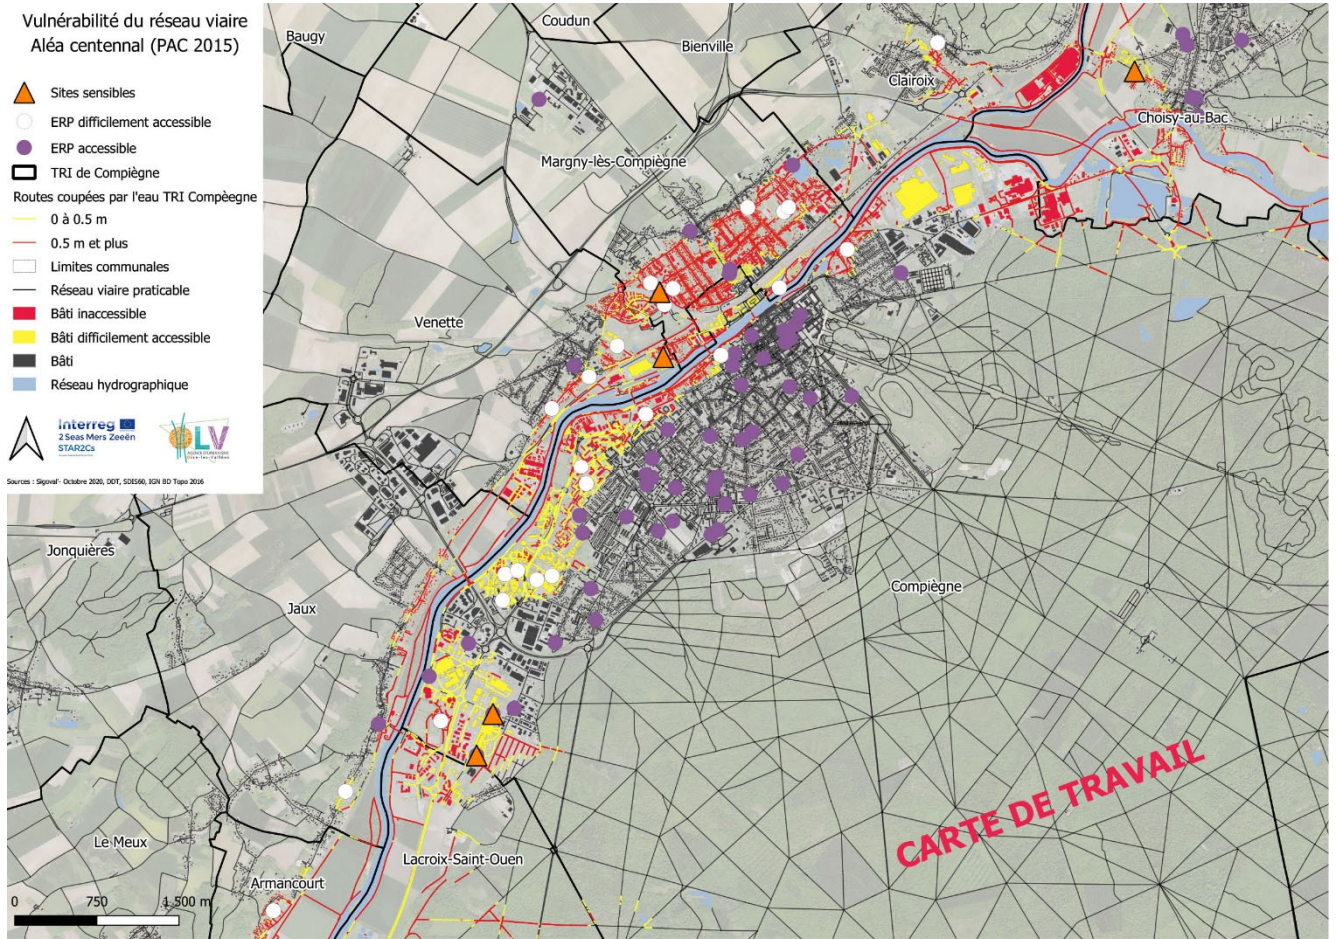 Vulnérabilité du réseau viaire
Aléa centennal (PAC 2015)
Sites sensibles
ERP difficilement accessible
ERP accessible
TRI de Compiègne
Routes coupées par l'eau TRI Compèegne
0 à 0.5 m
0.5 m et plus
Limites communales
Réseau viaire praticable
Bâti inaccessible
Bâti difficilement accessible
Bâti
Réseau hydrographique
Interreg
2 Seas Mers Zeeën
STAR2Cs
OLV
Sources : Sigoval- Octobre 2020, DDT, SDIS60, IGN BD Topo 2016
Baugy
Coudun
Bienville
Clairoix
Choisy-au-Bac
Margny-lès-Compiègne
Venette
Jonquières
Jaux
Compiègne
Le Meux
Lacroix-Saint-Ouen
Armancourt
CARTE DE TRAVAIL
0 750 1 500 m